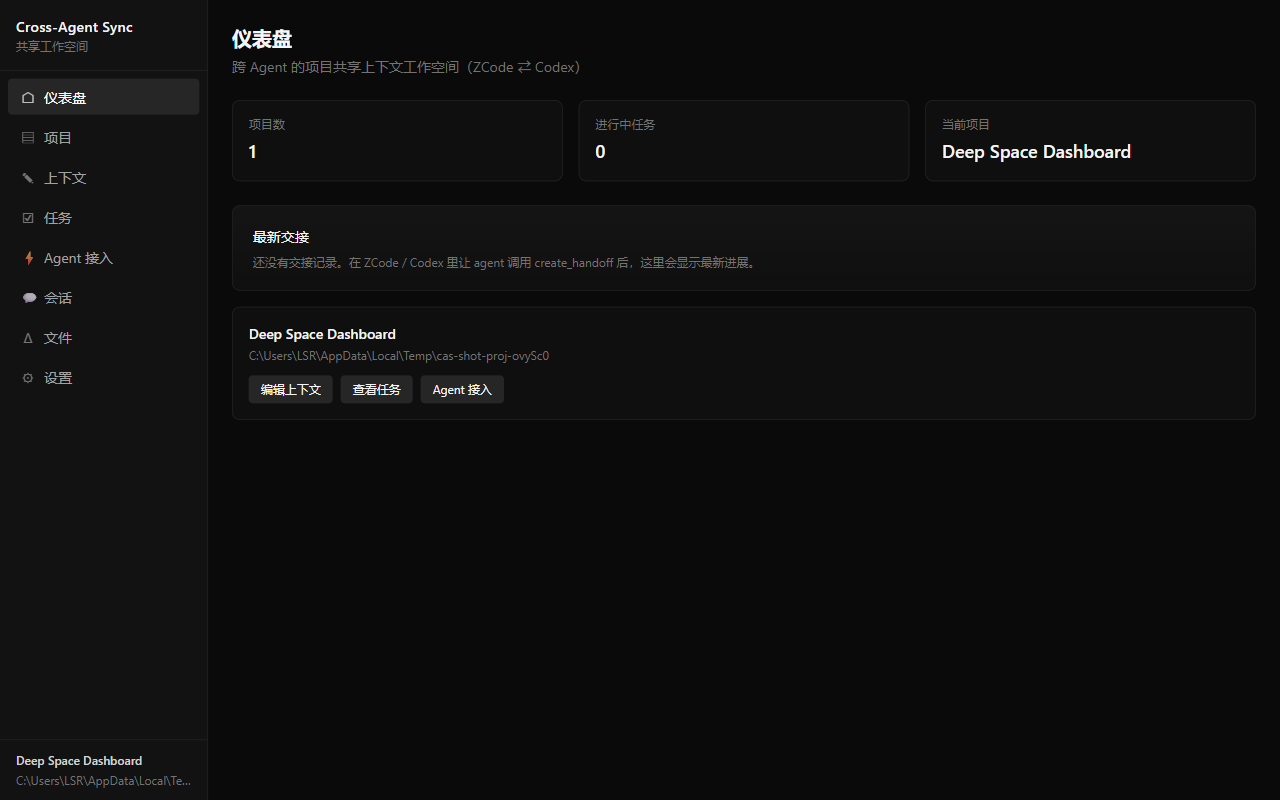 Cross-Agent Sync
共享工作空间
仪表盘
项目
上下文
任务
Agent 接入
会话
文件
设置
Deep Space Dashboard
C:\Users\LSR\AppData\Local\Te...
仪表盘
跨 Agent 的项目共享上下文工作空间（ZCode ⇄ Codex）
项目数
1
进行中任务
0
当前项目
Deep Space Dashboard
最新交接
还没有交接记录。在 ZCode / Codex 里让 agent 调用 create_handoff 后，这里会显示最新进展。
Deep Space Dashboard
C:\Users\LSR\AppData\Local\Temp\cas-shot-proj-ovySc0
编辑上下文
查看任务
Agent 接入